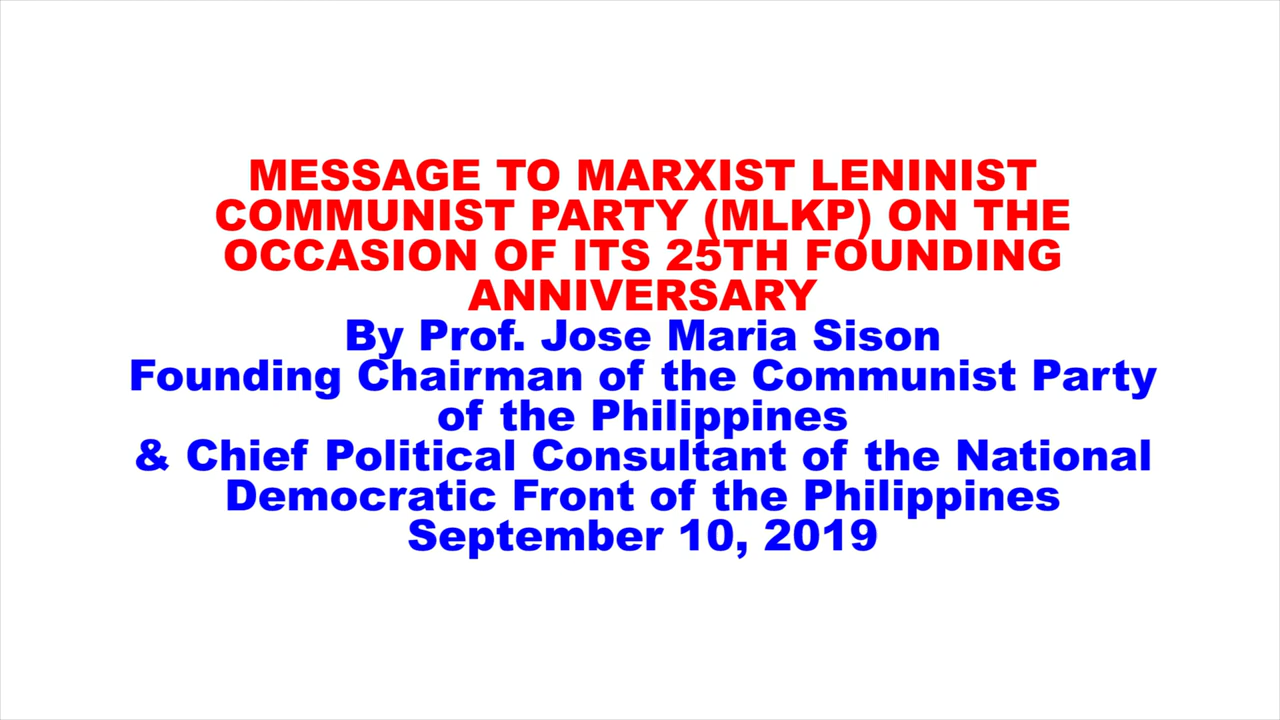 MESSAGE TO MARXIST LENINIST
COMMUNIST PARTY (MLKP) ON THE
OCCASION OF ITS 25TH FOUNDING
ANNIVERSARY
By Prof. Jose Maria Sison
Founding Chairman of the Communist Party
of the Philippines
& Chief Political Consultant of the National
Democratic Front of the Philippines
September 10, 2019